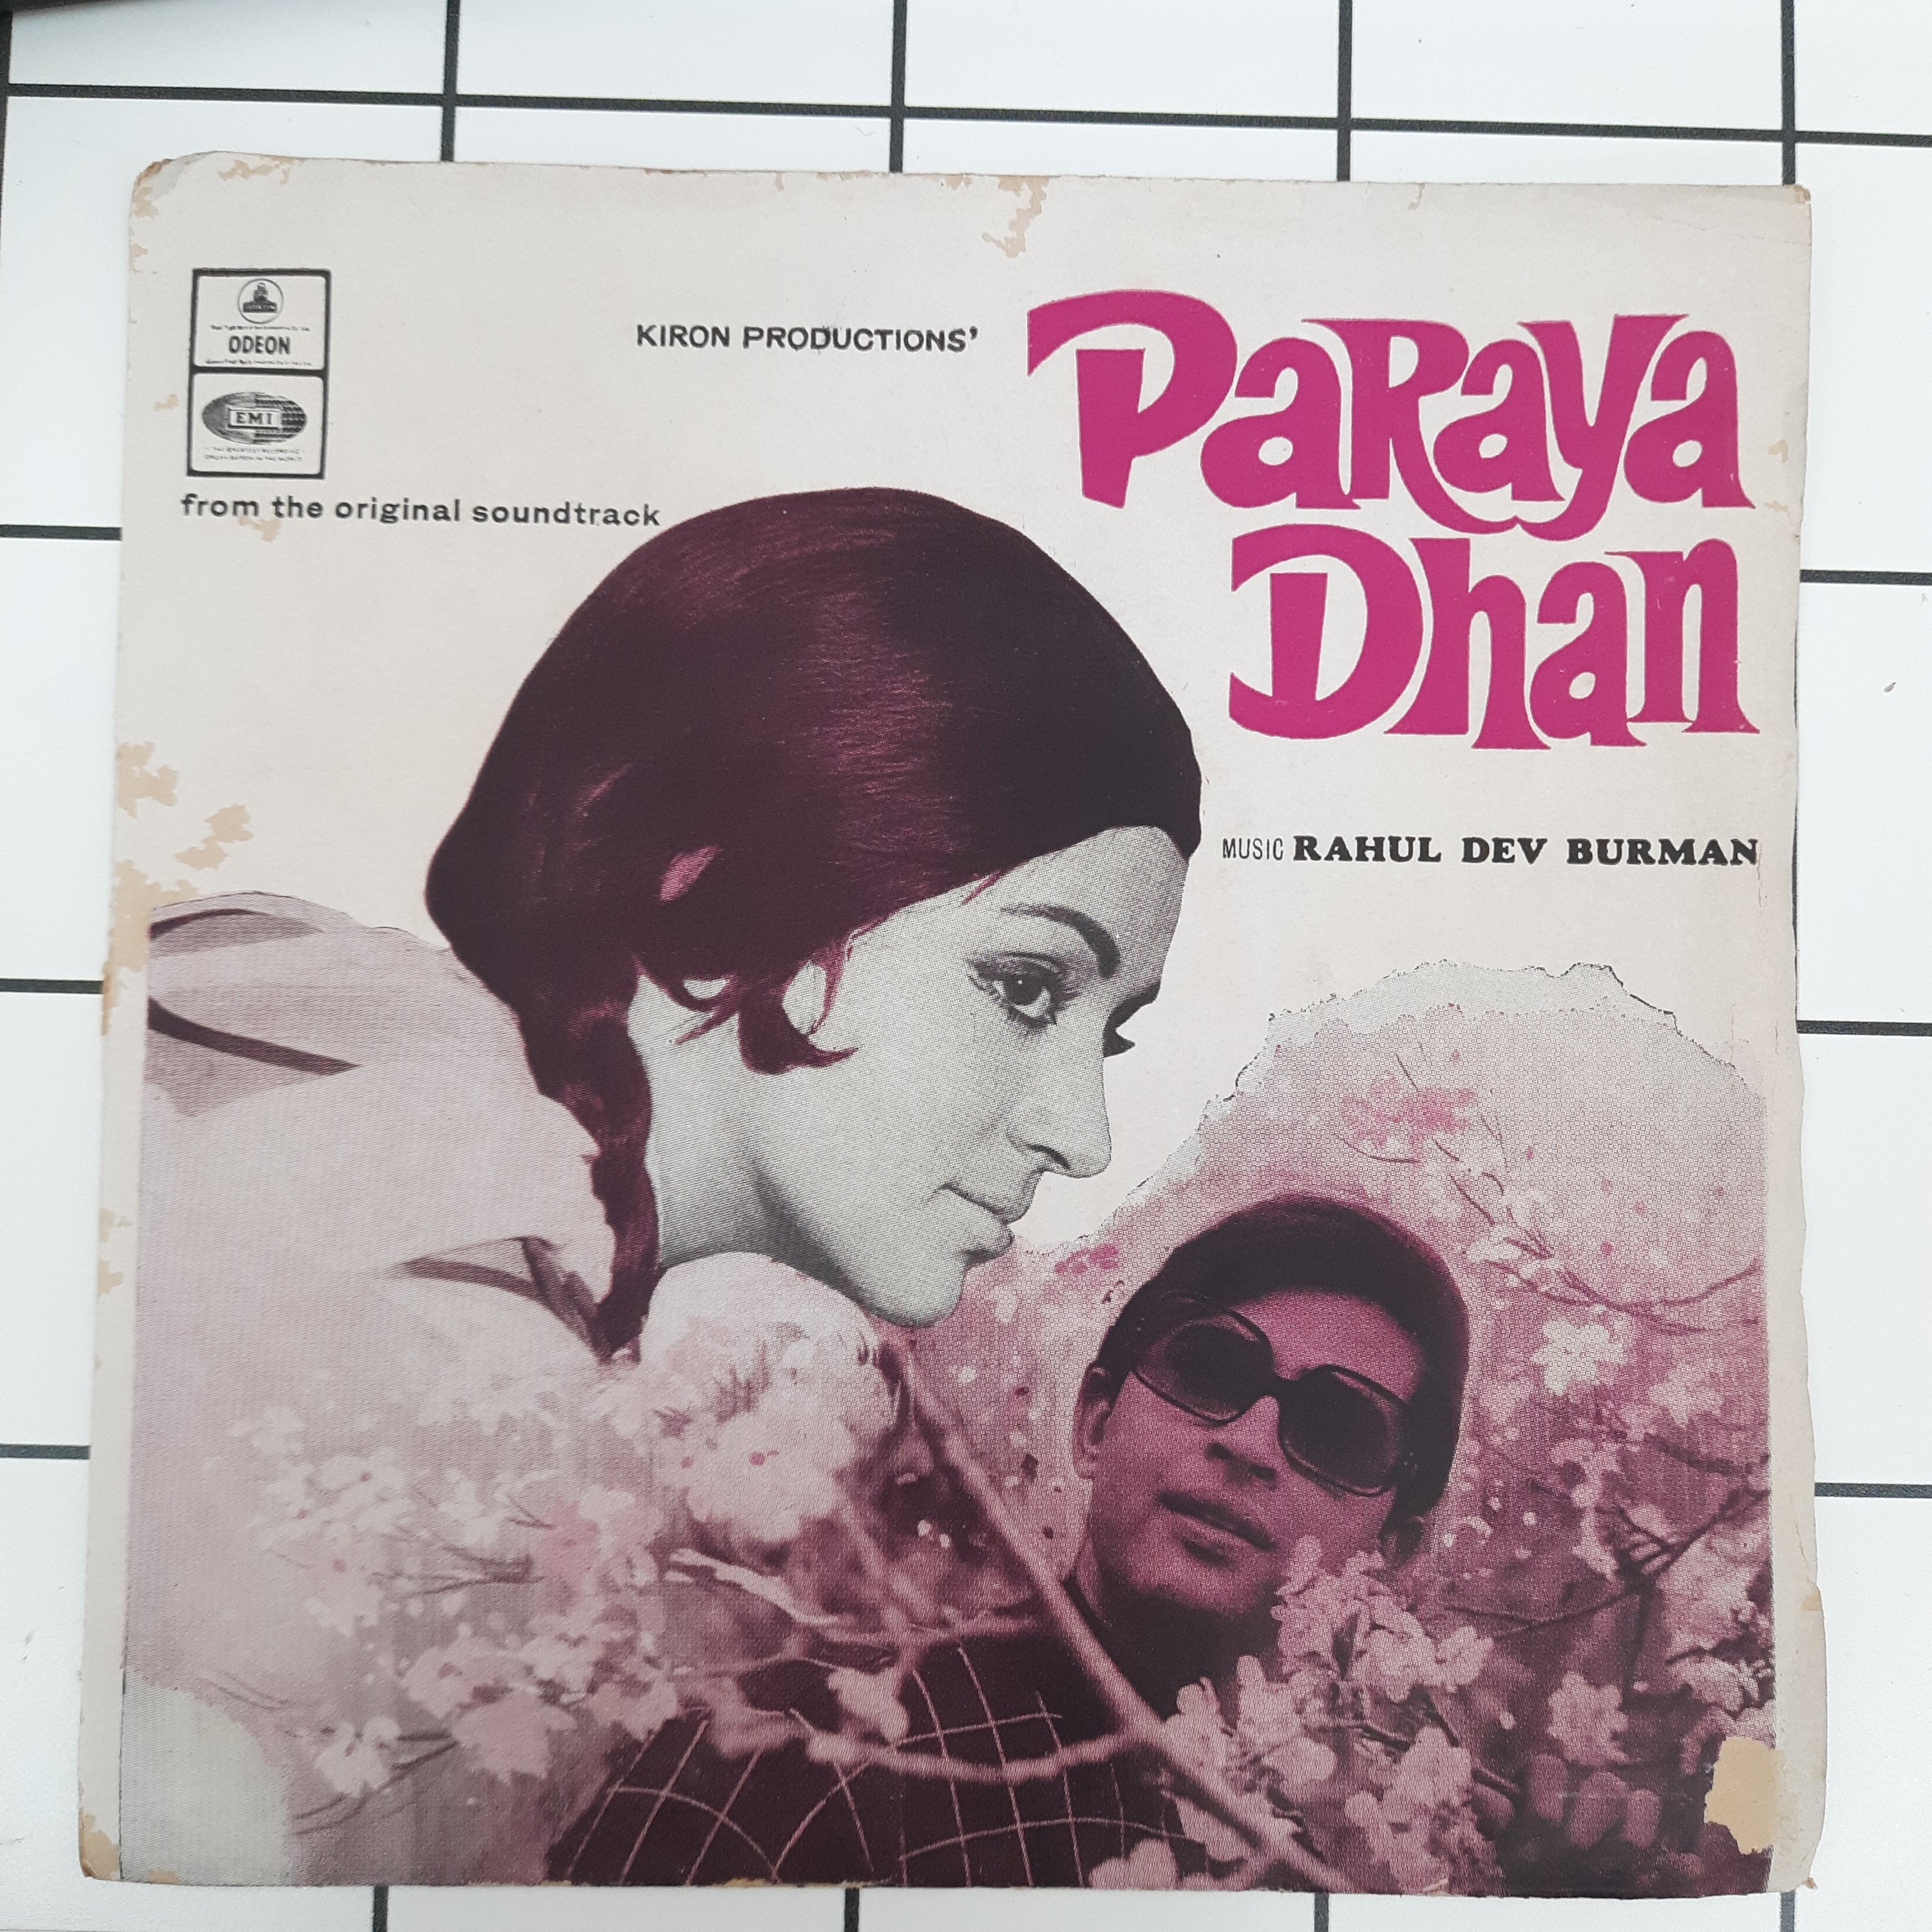 ODEON
EMI
from the original soundtrack
KIRON PRODUCTIONS'
PaRaya
Dhan
MUSIC RAHUL DEV BURMAN